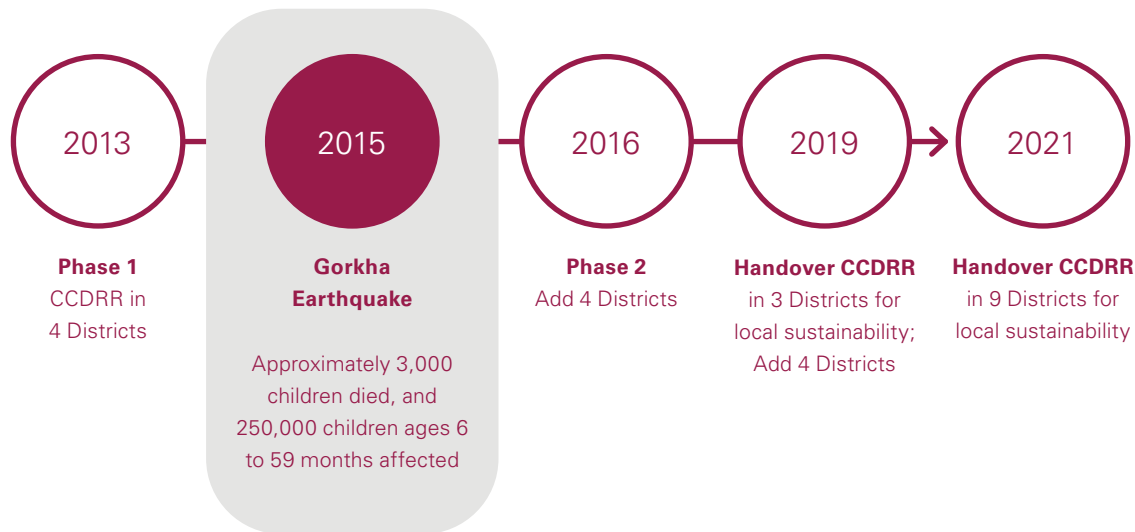 2013
Phase 1
CCDRR in
4 Districts
2015
Gorkha
Earthquake
Approximately 3,000
children died, and
250,000 children ages 6
to 59 months affected
2016
Phase 2
Add 4 Districts
2019
Handover CCDRR
in 3 Districts for
local sustainability;
Add 4 Districts
2021
Handover CCDRR
in 9 Districts for
local sustainability